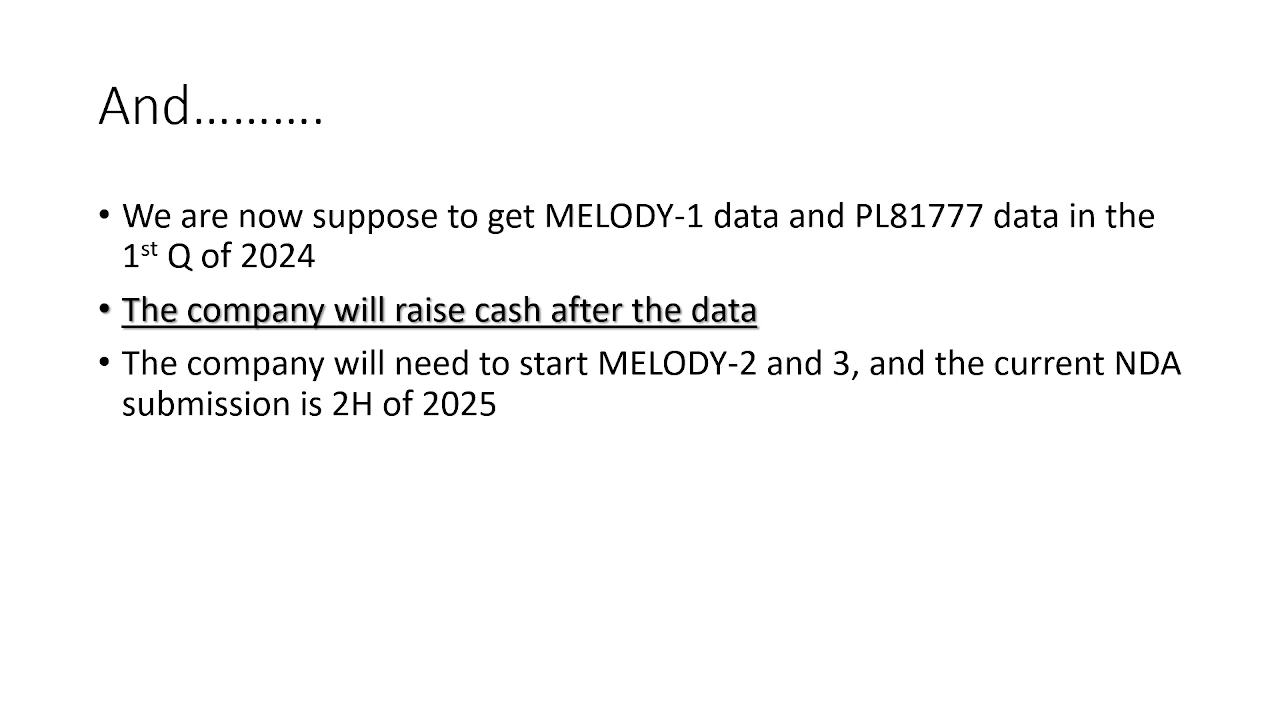 And……….
• We are now suppose to get MELODY-1 data and PL81777 data in the
1st Q of 2024
• The company will raise cash after the data
• The company will need to start MELODY-2 and 3, and the current NDA
submission is 2H of 2025